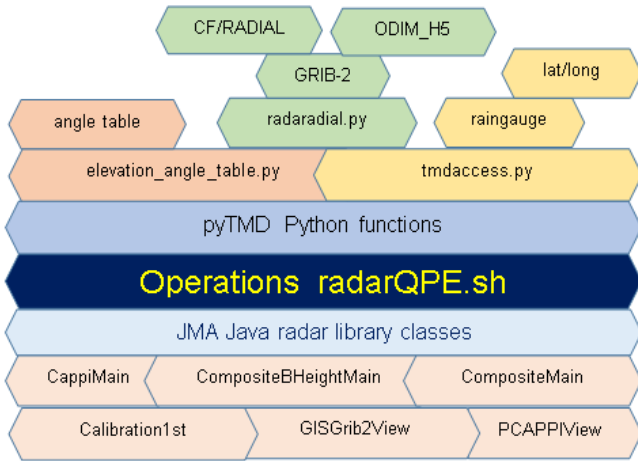 CF/RADIAL
ODIM_H5
GRIB-2
lat/long
angle table
radaradial.py
raingauge
elevation_angle_table.py
tmdaccess.py
pyTMD Python functions
Operations radarQPE.sh
JMA Java radar library classes
CappiMain
CompositeBHeightMain
CompositeMain
Calibration1st
GISGrib2View
PCAPPIView